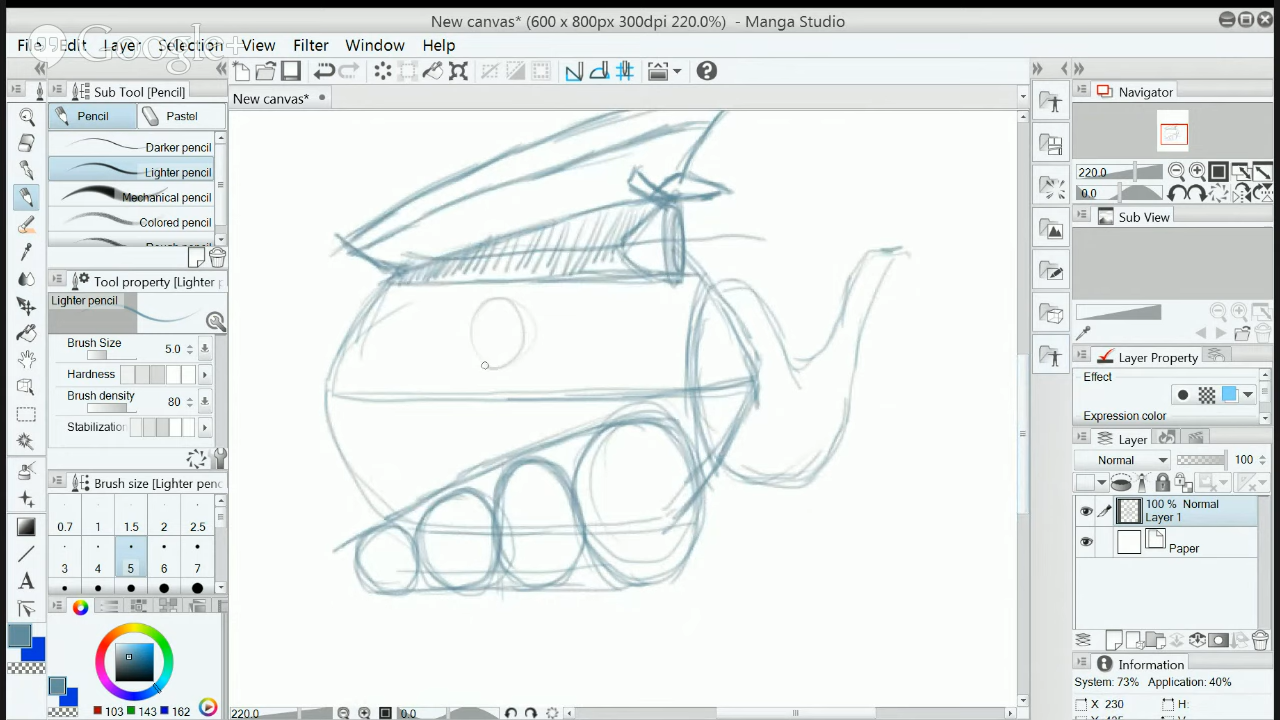 New canvas* (600 x 800px 300dpi 220.0%) - Manga Studio
File Edit Layer Selection View Filter Window Help
Google+
Sub Tool [Pencil]
New canvas*
Navigator
Pencil
Pastel
Darker pencil
Lighter pencil
Mechanical pencil
Colored pencil
220.0
0.0
Sub View
Tool property [Lighter p
Lighter pencil
Brush Size 5.0
Hardness
Brush density 80
Stabilization
Layer Property
Effect
Expression color
Layer
Normal 100
Brush size [Lighter penc
0.7 1 1.5 2 2.5
3 4 5 6 7
100 % Normal
Layer 1
Paper
Information
System: 73% Application: 40%
X 230 H:
103 143 162
220.0 0.0